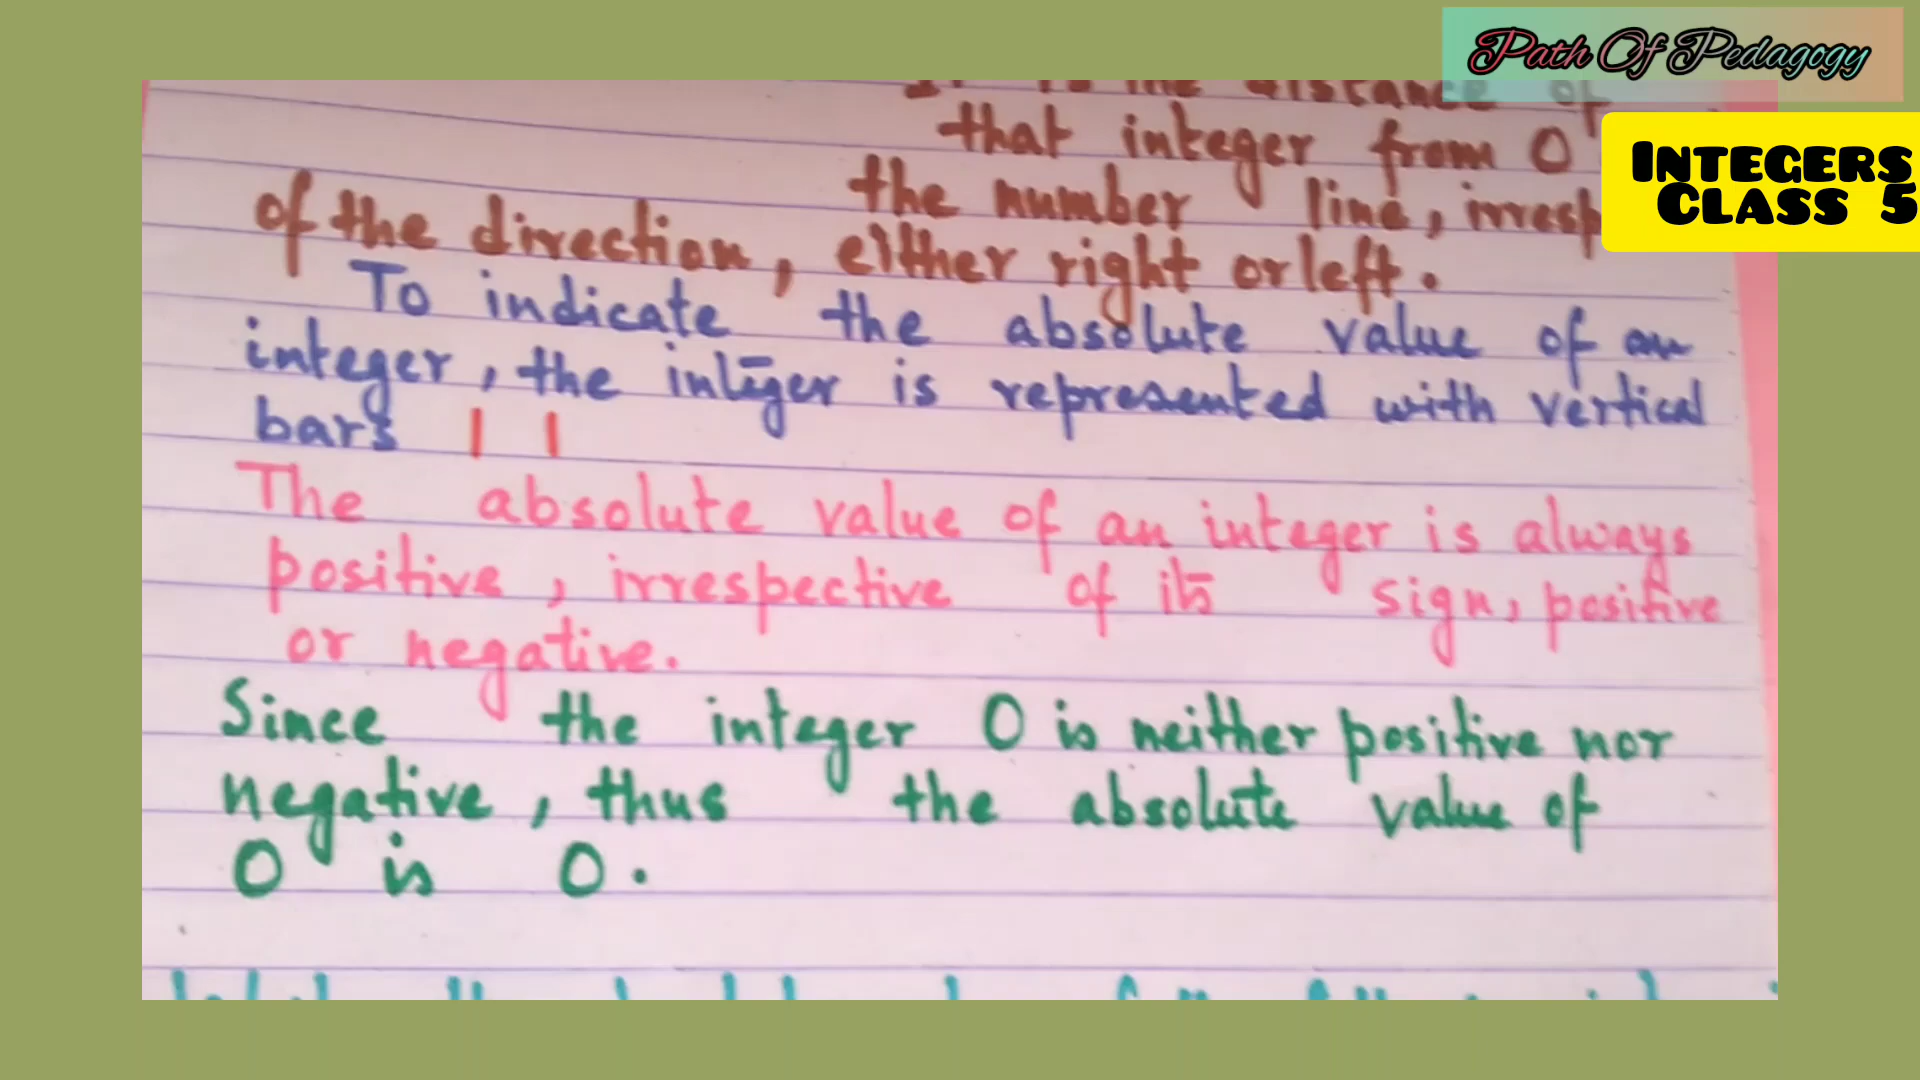 Path Of Pedagogy
INTEGERS
CLASS 5
distance of
that integer from 0
the number line, irresp
of the direction, either right or left.
To indicate the absolute value of an
integer, the integer is represented with vertical
bars | |
The absolute value of an integer is always
positive, irrespective of its sign, positive
or negative.
Since the integer 0 is neither positive nor
negative, thus the absolute value of
0 is 0.